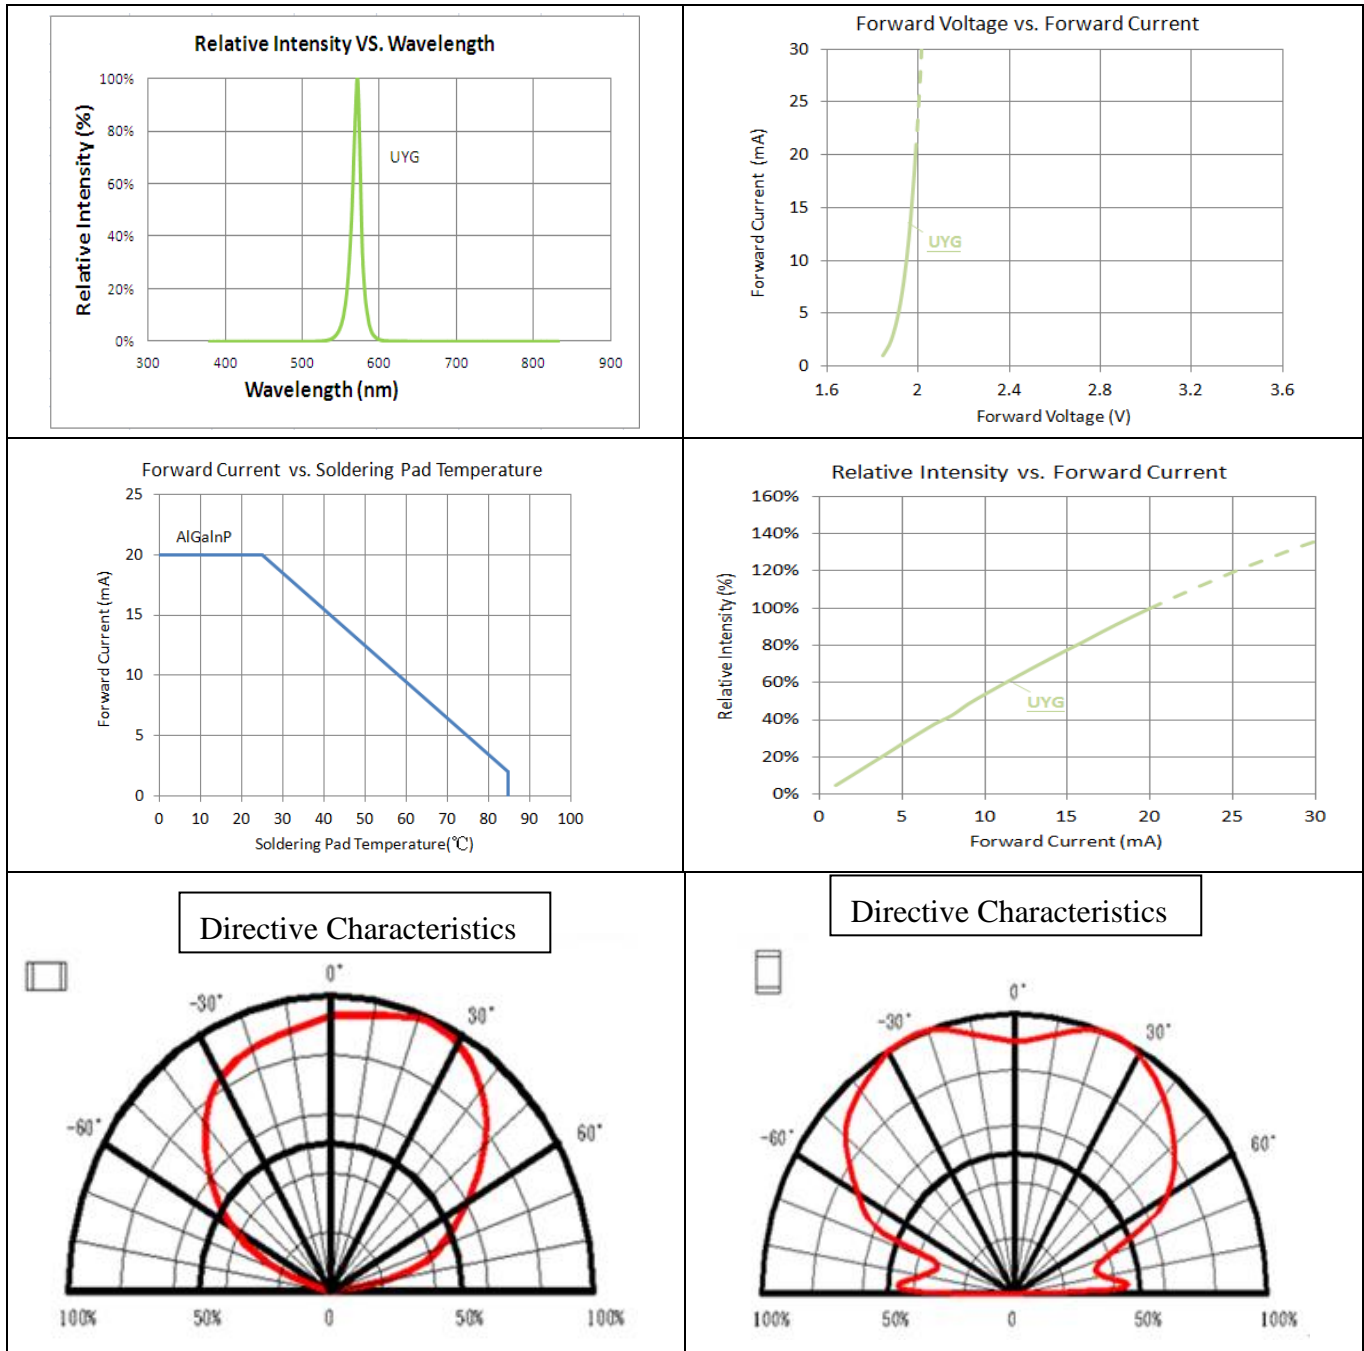 Relative Intensity VS. Wavelength
Relative Intensity (%)
100%
80%
60%
40%
20%
0%
UYG
300 400 500 600 700 800 900
Wavelength (nm)
Forward Voltage vs. Forward Current
Forward Current (mA)
30
25
20
15
10
5
0
UYG
1.6 2 2.4 2.8 3.2 3.6
Forward Voltage (V)
Forward Current vs. Soldering Pad Temperature
Forward Current (mA)
25
20
15
10
5
0
AlGaInP
0 10 20 30 40 50 60 70 80 90 100
Soldering Pad Temperature(℃)
Relative Intensity vs. Forward Current
Relative Intensity (%)
160%
140%
120%
100%
80%
60%
40%
20%
0%
UYG
0 5 10 15 20 25 30
Forward Current (mA)
Directive Characteristics
0°
-30° 30°
-60° 60°
100% 50% 0 50% 100%
Directive Characteristics
0°
-30° 30°
-60° 60°
100% 50% 0 50% 100%